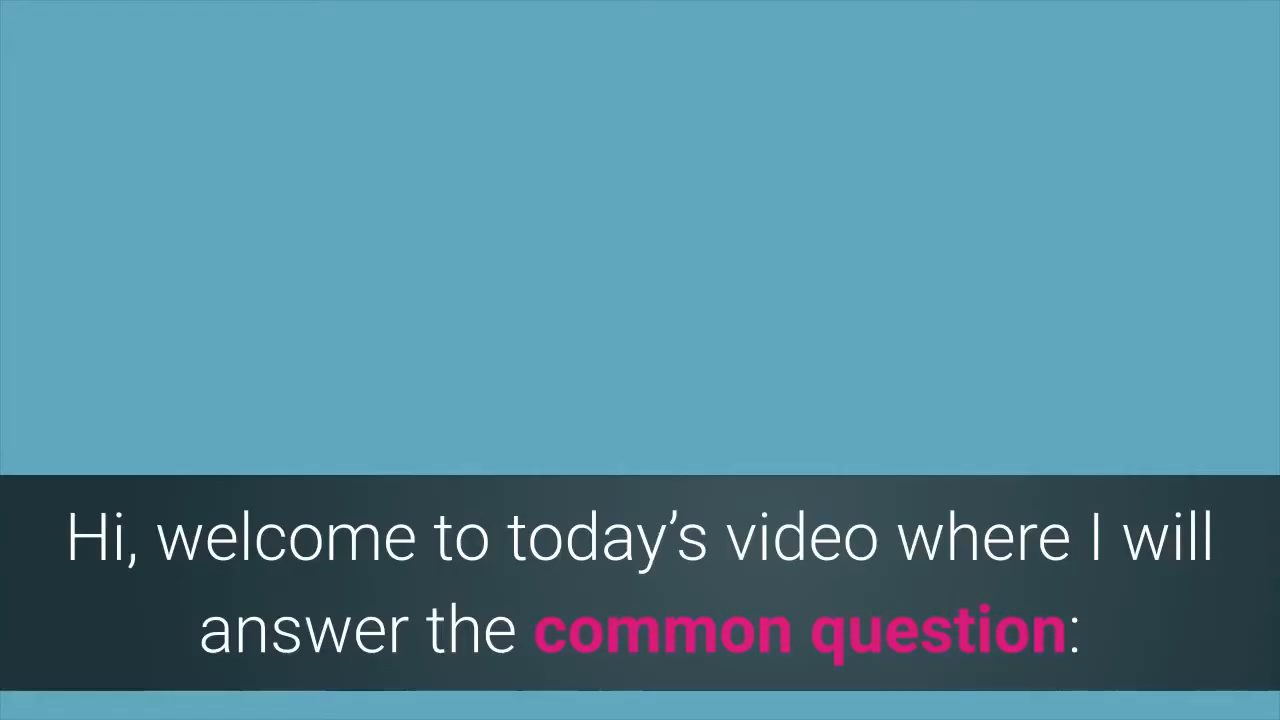 Hi, welcome to today’s video where I will
answer the common question: